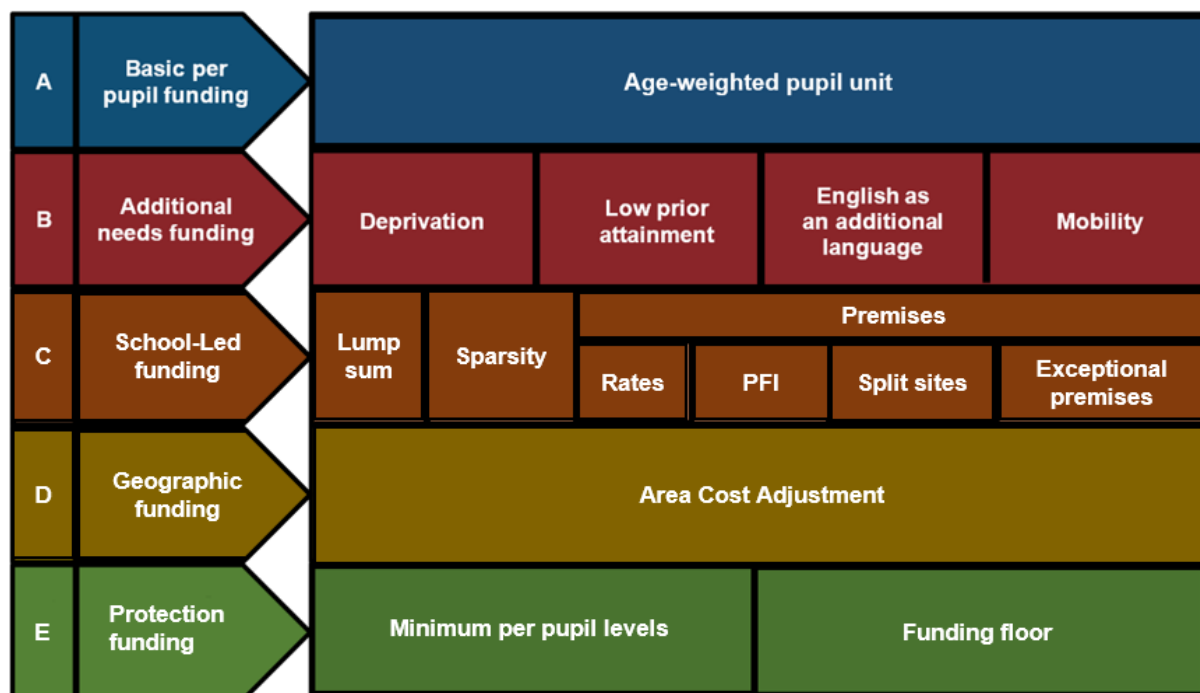 A
Basic per
pupil funding
Age-weighted pupil unit
B
Additional
needs funding
Deprivation
Low prior
attainment
English as
an additional
language
Mobility
C
School-Led
funding
Lump
sum
Sparsity
Premises
Rates
PFI
Split sites
Exceptional
premises
D
Geographic
funding
Area Cost Adjustment
E
Protection
funding
Minimum per pupil levels
Funding floor